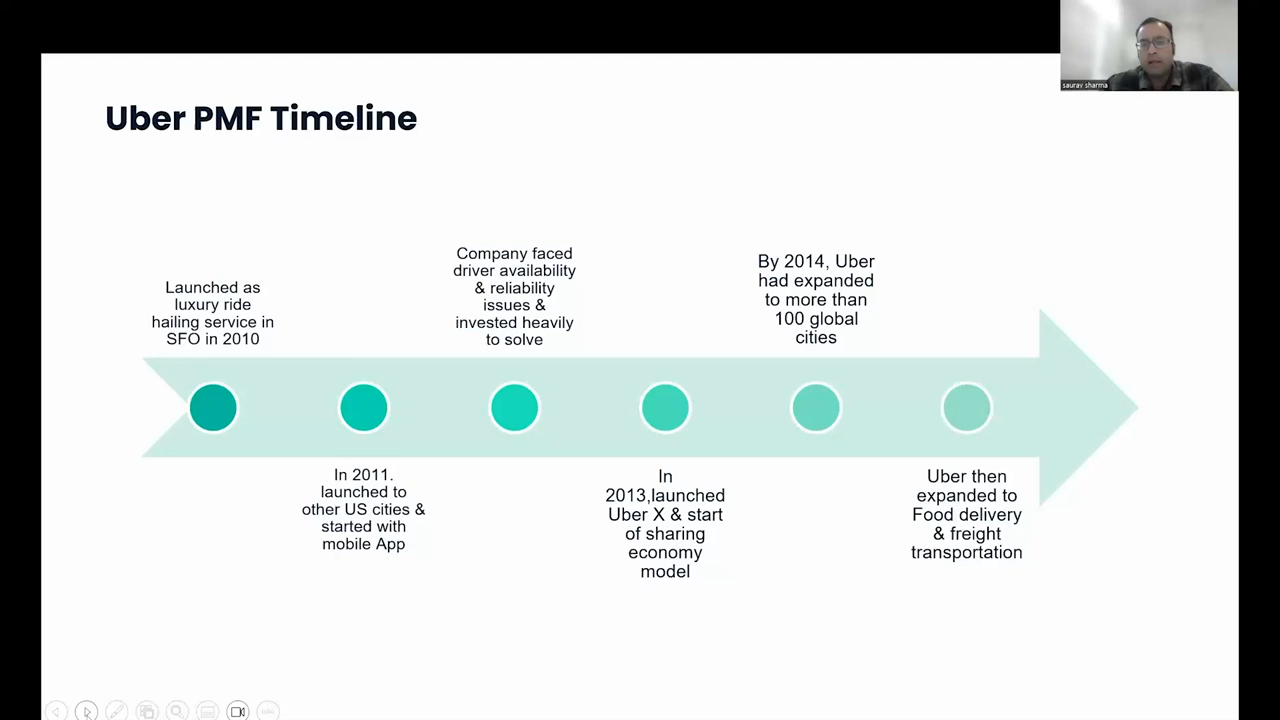 saurav sharma
Uber PMF Timeline
Launched as
luxury ride
hailing service in
SFO in 2010
In 2011.
launched to
other US cities &
started with
mobile App
Company faced
driver availability
& reliability
issues &
invested heavily
to solve
In
2013,launched
Uber X & start
of sharing
economy
model
By 2014, Uber
had expanded
to more than
100 global
cities
Uber then
expanded to
Food delivery
& freight
transportation